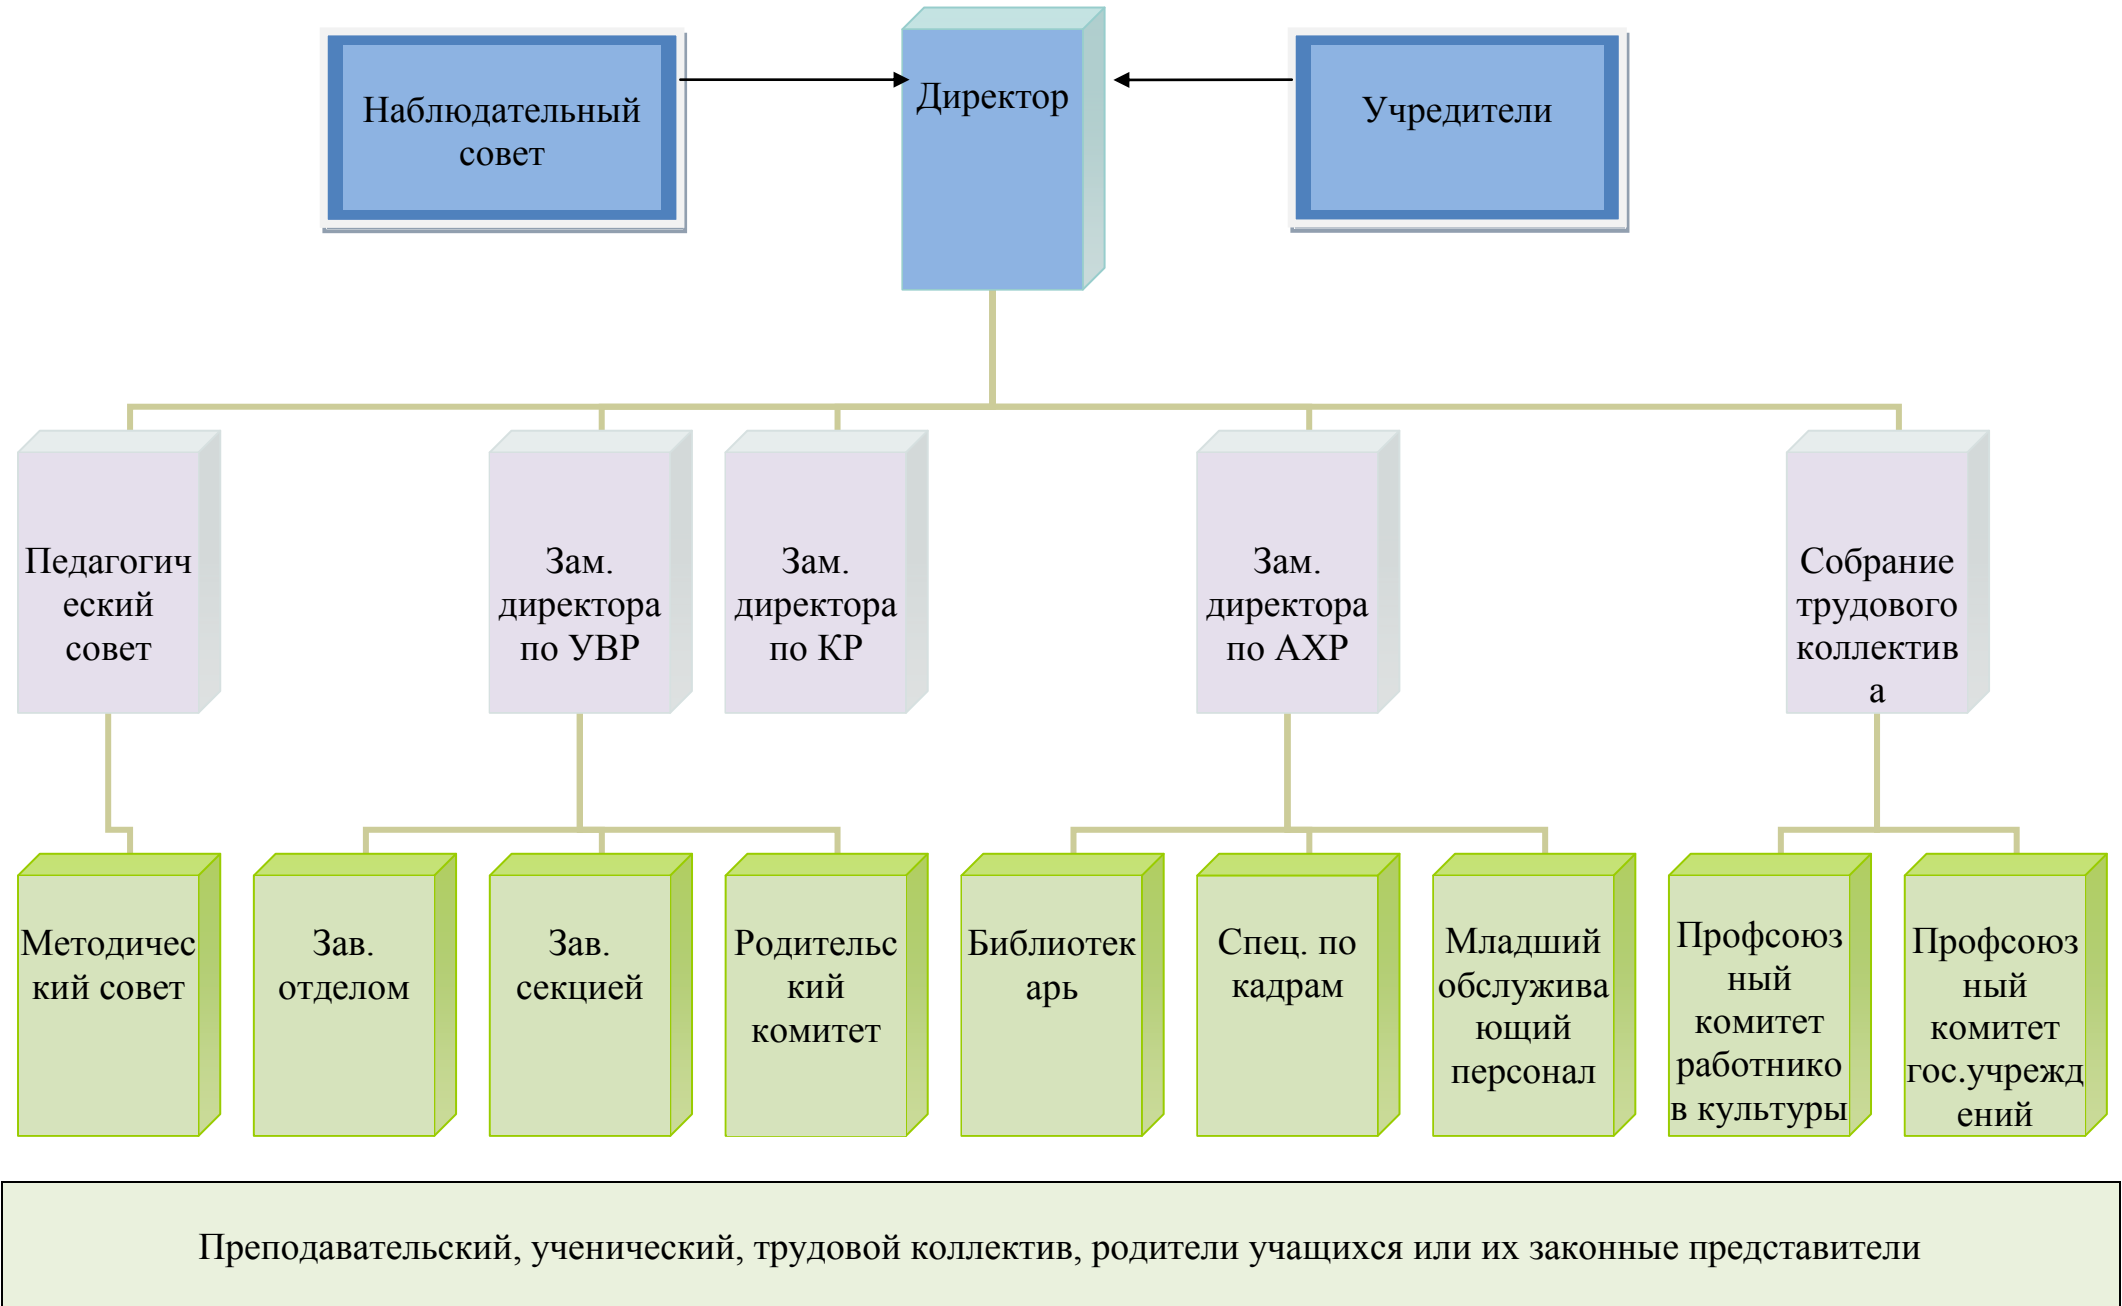 Наблюдательный
совет
Директор
Учредители
Педагогич
еский
совет
Зам.
директора
по УВР
Зам.
директора
по КР
Зам.
директора
по АХР
Собрание
трудового
коллектив
а
Методичес
кий совет
Зав.
отделом
Зав.
секцией
Родительс
кий
комитет
Библиотек
арь
Спец. по
кадрам
Младший
обслужива
ющий
персонал
Профсоюз
ный
комитет
работнико
в культуры
Профсоюз
ный
комитет
гос.учрежд
ений
Преподавательский, ученический, трудовой коллектив, родители учащихся или их законные представители